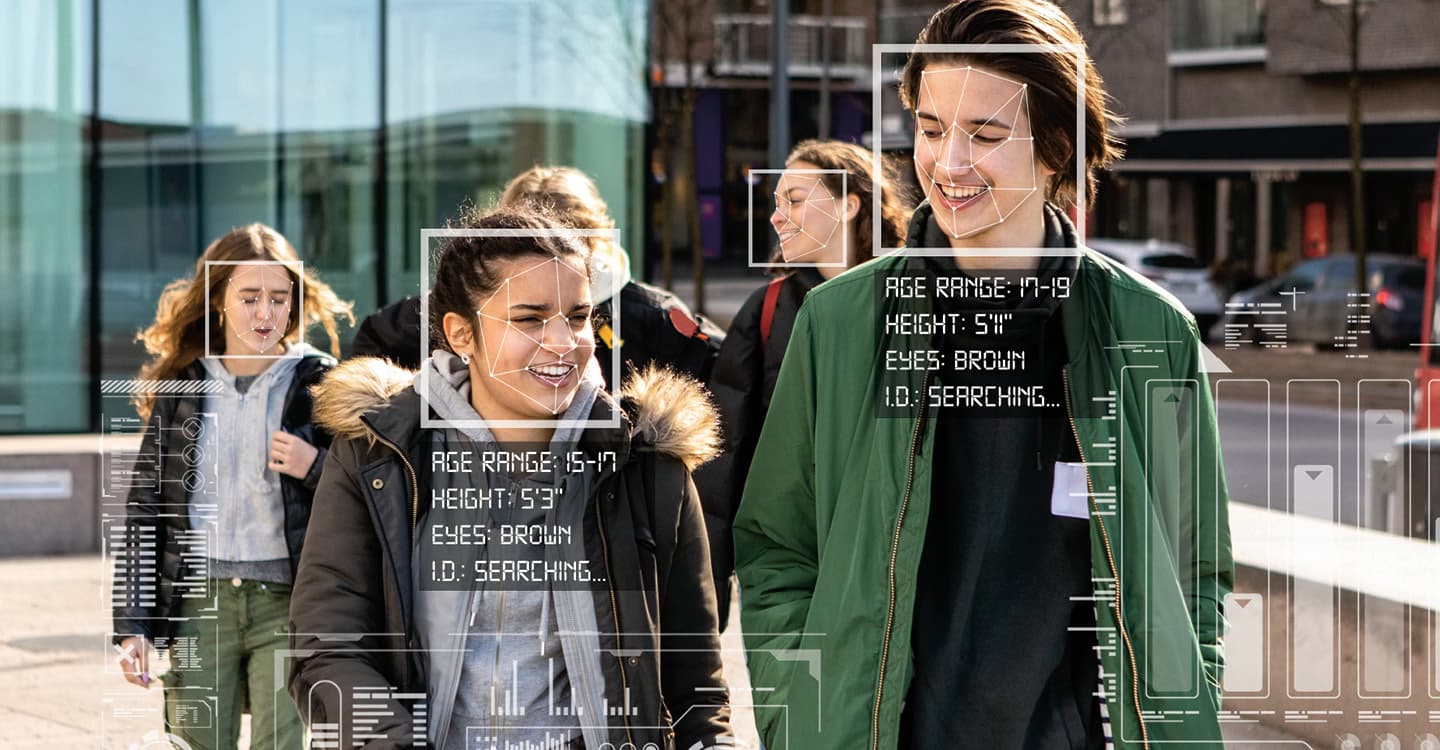 AGE RANGE: 17-19
HEIGHT: 5'11"
EYES: BROWN
I.D.: SEARCHING...
AGE RANGE: 15-17
HEIGHT: 5'3"
EYES: BROWN
I.D.: SEARCHING...